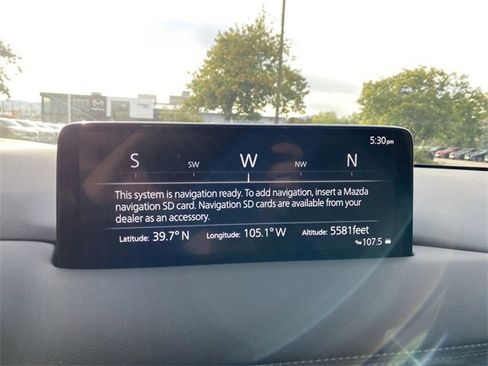 5:30pm
S SW W NW N
This system is navigation ready. To add navigation, insert a Mazda
navigation SD card. Navigation SD cards are available from your
dealer as an accessory.
Latitude: 39.7° N Longitude: 105.1° W Altitude: 5581feet
107.5